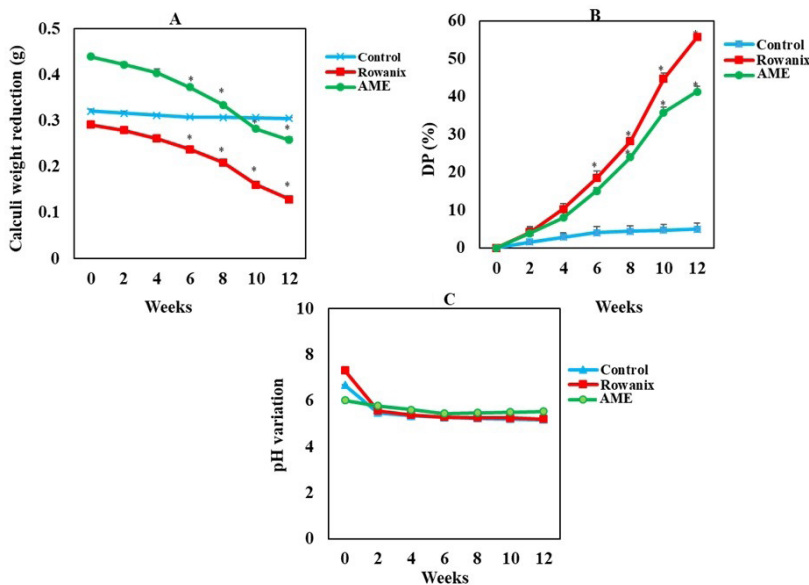 A
Calculi weight reduction (g)
0.5
0.4
0.3
0.2
0.1
0
0 2 4 6 8 10 12
Weeks
* * * *
Control
Rowanix
AME
* * * *
B
DP (%)
60
50
40
30
20
10
0
0 2 4 6 8 10 12
Weeks
* * * *
Control
Rowanix
AME
* * *
C
pH variation
10
8
6
4
2
0
0 2 4 6 8 10 12
Weeks
Control
Rowanix
AME